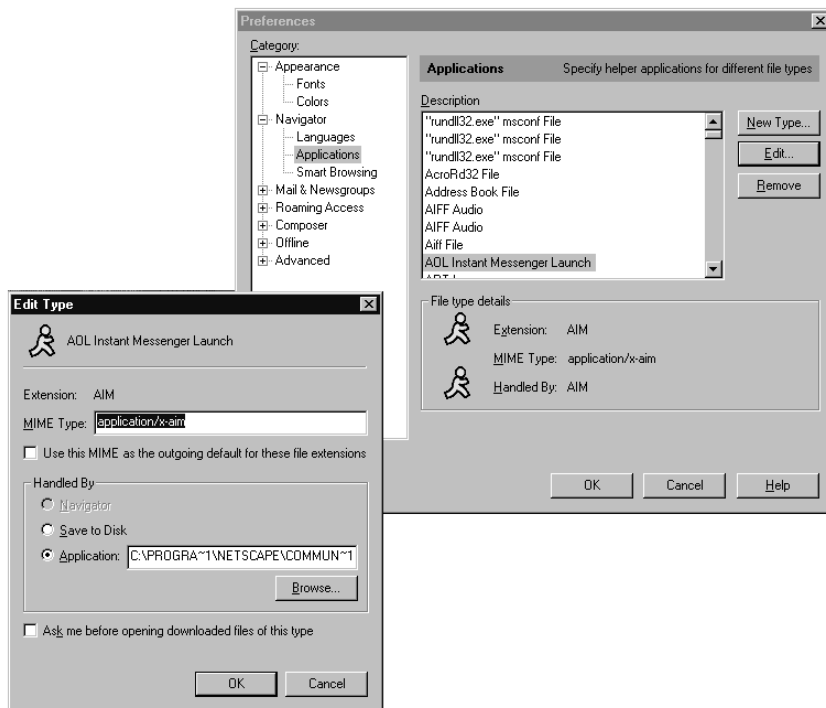 Preferences
Category:
Appearance
Fonts
Colors
Navigator
Languages
Applications
Smart Browsing
Mail & Newsgroups
Roaming Access
Composer
Offline
Advanced
Applications Specify helper applications for different file types
Description
"rundll32.exe" msconf File
"rundll32.exe" msconf File
"rundll32.exe" msconf File
AcroRd32 File
Address Book File
AIFF Audio
AIFF Audio
Aiff File
AOL Instant Messenger Launch
New Type...
Edit...
Remove
File type details
Extension: AIM
MIME Type: application/x-aim
Handled By: AIM
OK Cancel Help
Edit Type
AOL Instant Messenger Launch
Extension: AIM
MIME Type: application/x-aim
Use this MIME as the outgoing default for these file extensions
Handled By
Navigator
Save to Disk
Application: C:\PROGRA~1\NETSCAPE\COMMUN~1
Browse...
Ask me before opening downloaded files of this type
OK Cancel